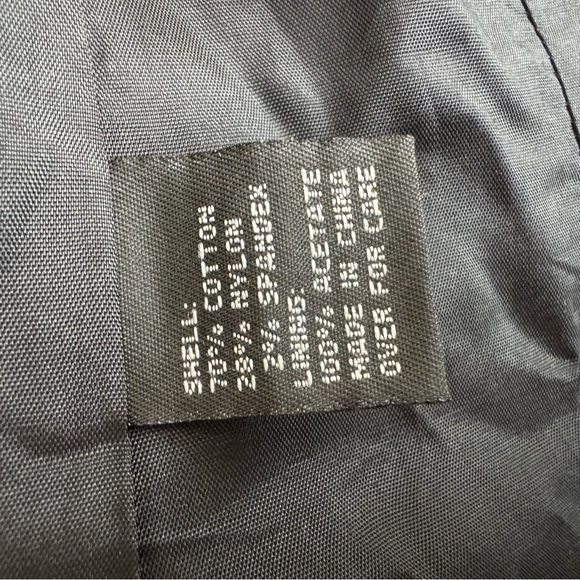 SHELL:
70% COTTON
28% NYLON
2% SPANDEX
LINING:
100% ACETATE
MADE IN CHINA
OVER FOR CARE